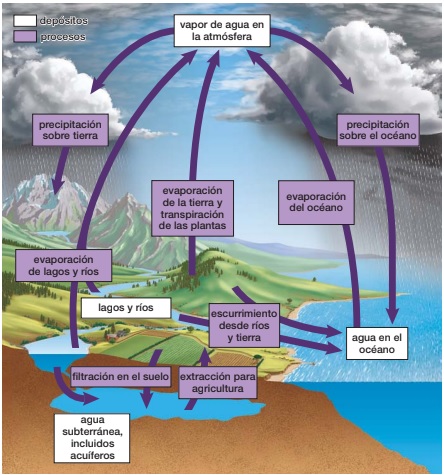 depósitos
procesos
vapor de agua en
la atmósfera
precipitación
sobre tierra
precipitación
sobre el océano
evaporación
de la tierra y
transpiración
de las plantas
evaporación
del océano
evaporación
de lagos y ríos
lagos y ríos
escurrimiento
desde ríos
y tierra
agua en el
océano
filtración en el suelo
extracción para
agricultura
agua
subterránea,
incluidos
acuíferos